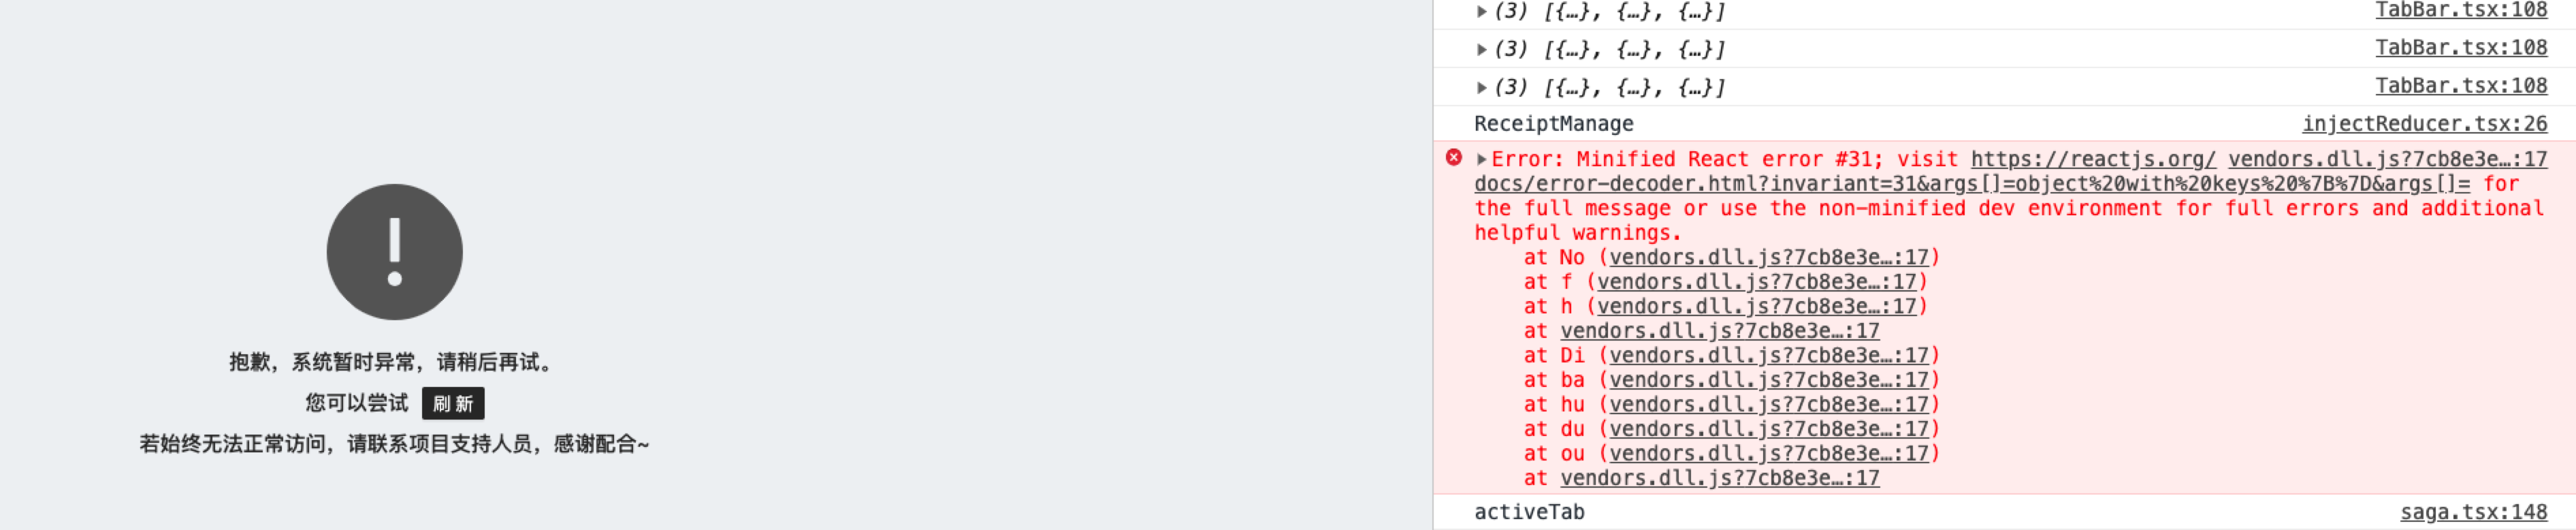 抱歉，系统暂时异常，请稍后再试。
您可以尝试 刷 新
若始终无法正常访问，请联系项目支持人员，感谢配合~
▶(3) [{…}, {…}, {…}] TabBar.tsx:108
▶(3) [{…}, {…}, {…}] TabBar.tsx:108
▶(3) [{…}, {…}, {…}] TabBar.tsx:108
ReceiptManage injectReducer.tsx:26
▶Error: Minified React error #31; visit https://reactjs.org/ vendors.dll.js?7cb8e3e…:17
docs/error-decoder.html?invariant=31&args[]=object%20with%20keys%20%7B%7D&args[]= for
the full message or use the non-minified dev environment for full errors and additional
helpful warnings.
at No (vendors.dll.js?7cb8e3e…:17)
at f (vendors.dll.js?7cb8e3e…:17)
at h (vendors.dll.js?7cb8e3e…:17)
at vendors.dll.js?7cb8e3e…:17
at Di (vendors.dll.js?7cb8e3e…:17)
at ba (vendors.dll.js?7cb8e3e…:17)
at hu (vendors.dll.js?7cb8e3e…:17)
at du (vendors.dll.js?7cb8e3e…:17)
at ou (vendors.dll.js?7cb8e3e…:17)
at vendors.dll.js?7cb8e3e…:17
activeTab saga.tsx:148